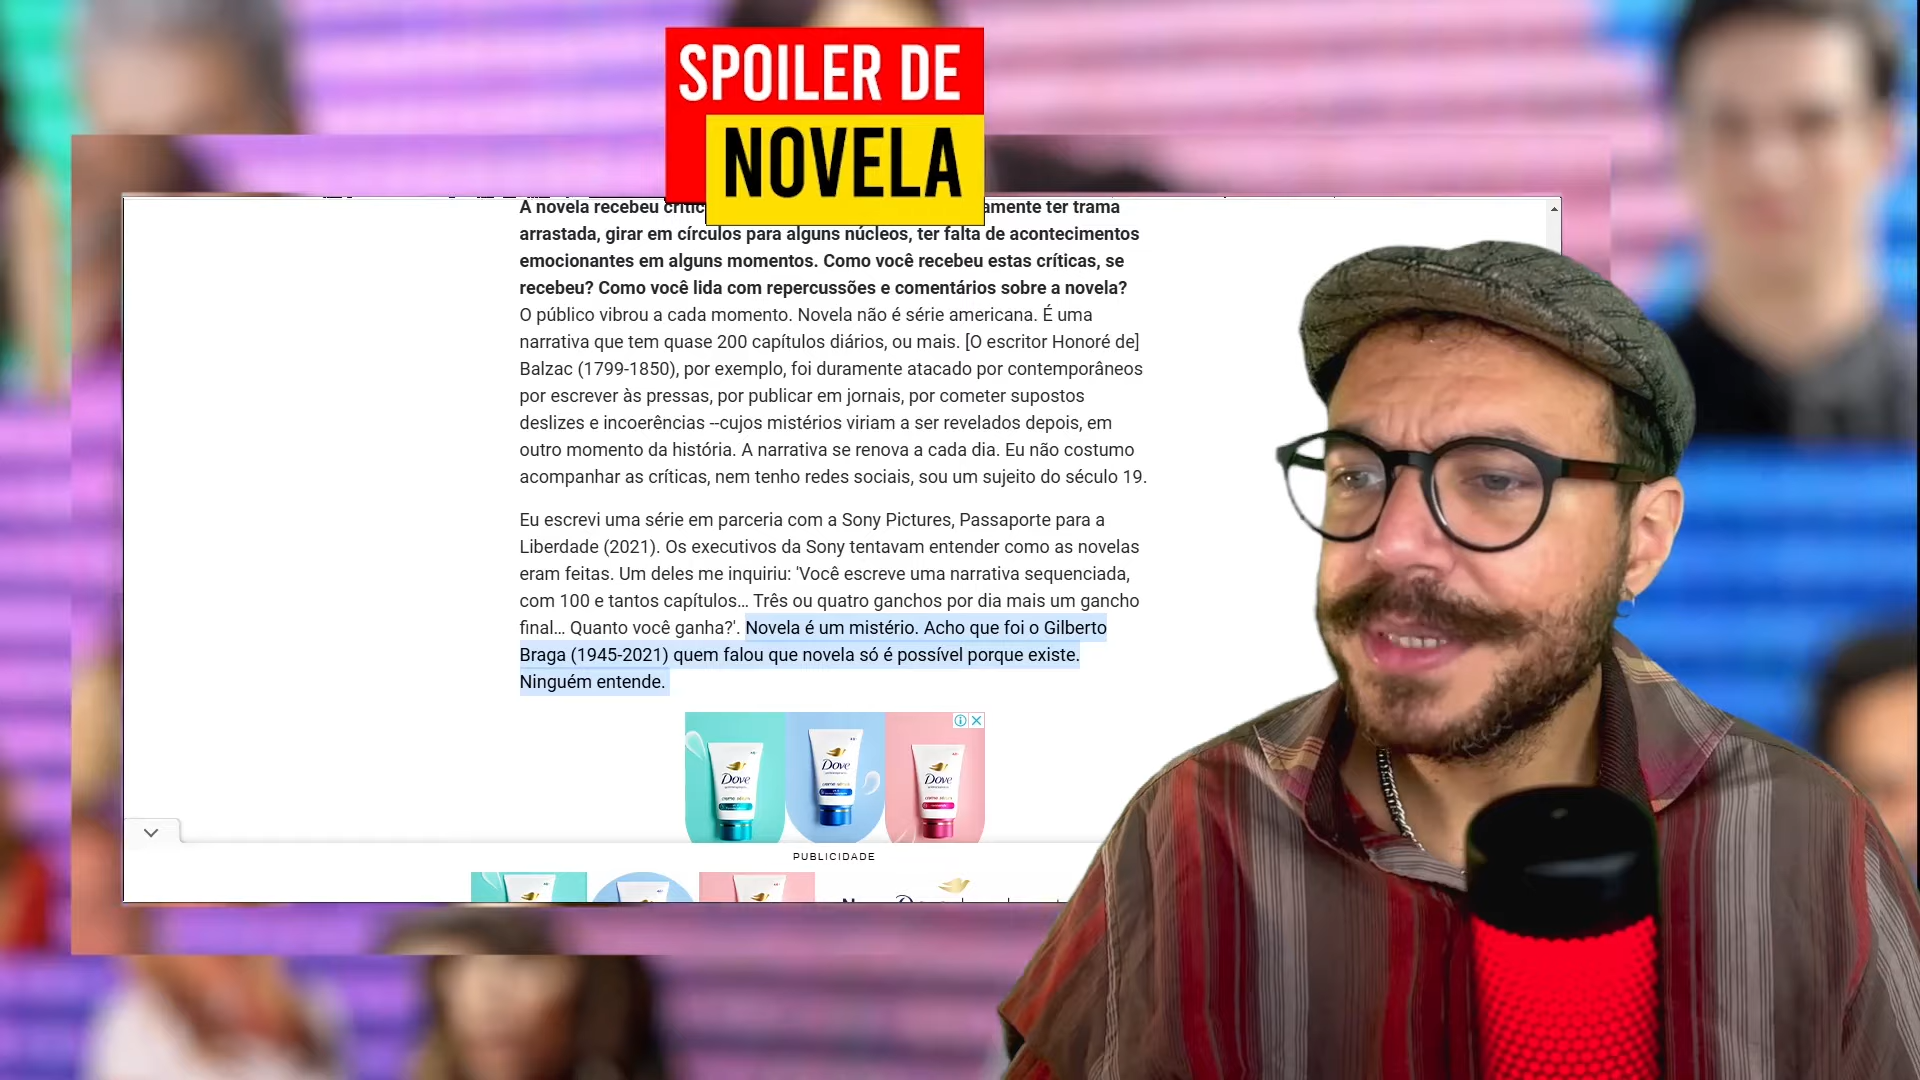 SPOILER DE
NOVELA
A novela recebeu amente ter trama
arrastada, girar em círculos para alguns núcleos, ter falta de acontecimentos
emocionantes em alguns momentos. Como você recebeu estas críticas, se
recebeu? Como você lida com repercussões e comentários sobre a novela?
O público vibrou a cada momento. Novela não é série americana. É uma
narrativa que tem quase 200 capítulos diários, ou mais. [O escritor Honoré de]
Balzac (1799-1850), por exemplo, foi duramente atacado por contemporâneos
por escrever às pressas, por publicar em jornais, por cometer supostos
deslizes e incoerências --cujos mistérios viriam a ser revelados depois, em
outro momento da história. A narrativa se renova a cada dia. Eu não costumo
acompanhar as críticas, nem tenho redes sociais, sou um sujeito do século 19.
Eu escrevi uma série em parceria com a Sony Pictures, Passaporte para a
Liberdade (2021). Os executivos da Sony tentavam entender como as novelas
eram feitas. Um deles me inquiriu: 'Você escreve uma narrativa sequenciada,
com 100 e tantos capítulos... Três ou quatro ganchos por dia mais um gancho
final... Quanto você ganha?'. Novela é um mistério. Acho que foi o Gilberto
Braga (1945-2021) quem falou que novela só é possível porque existe.
Ninguém entende.
Dove Dove Dove
PUBLICIDADE